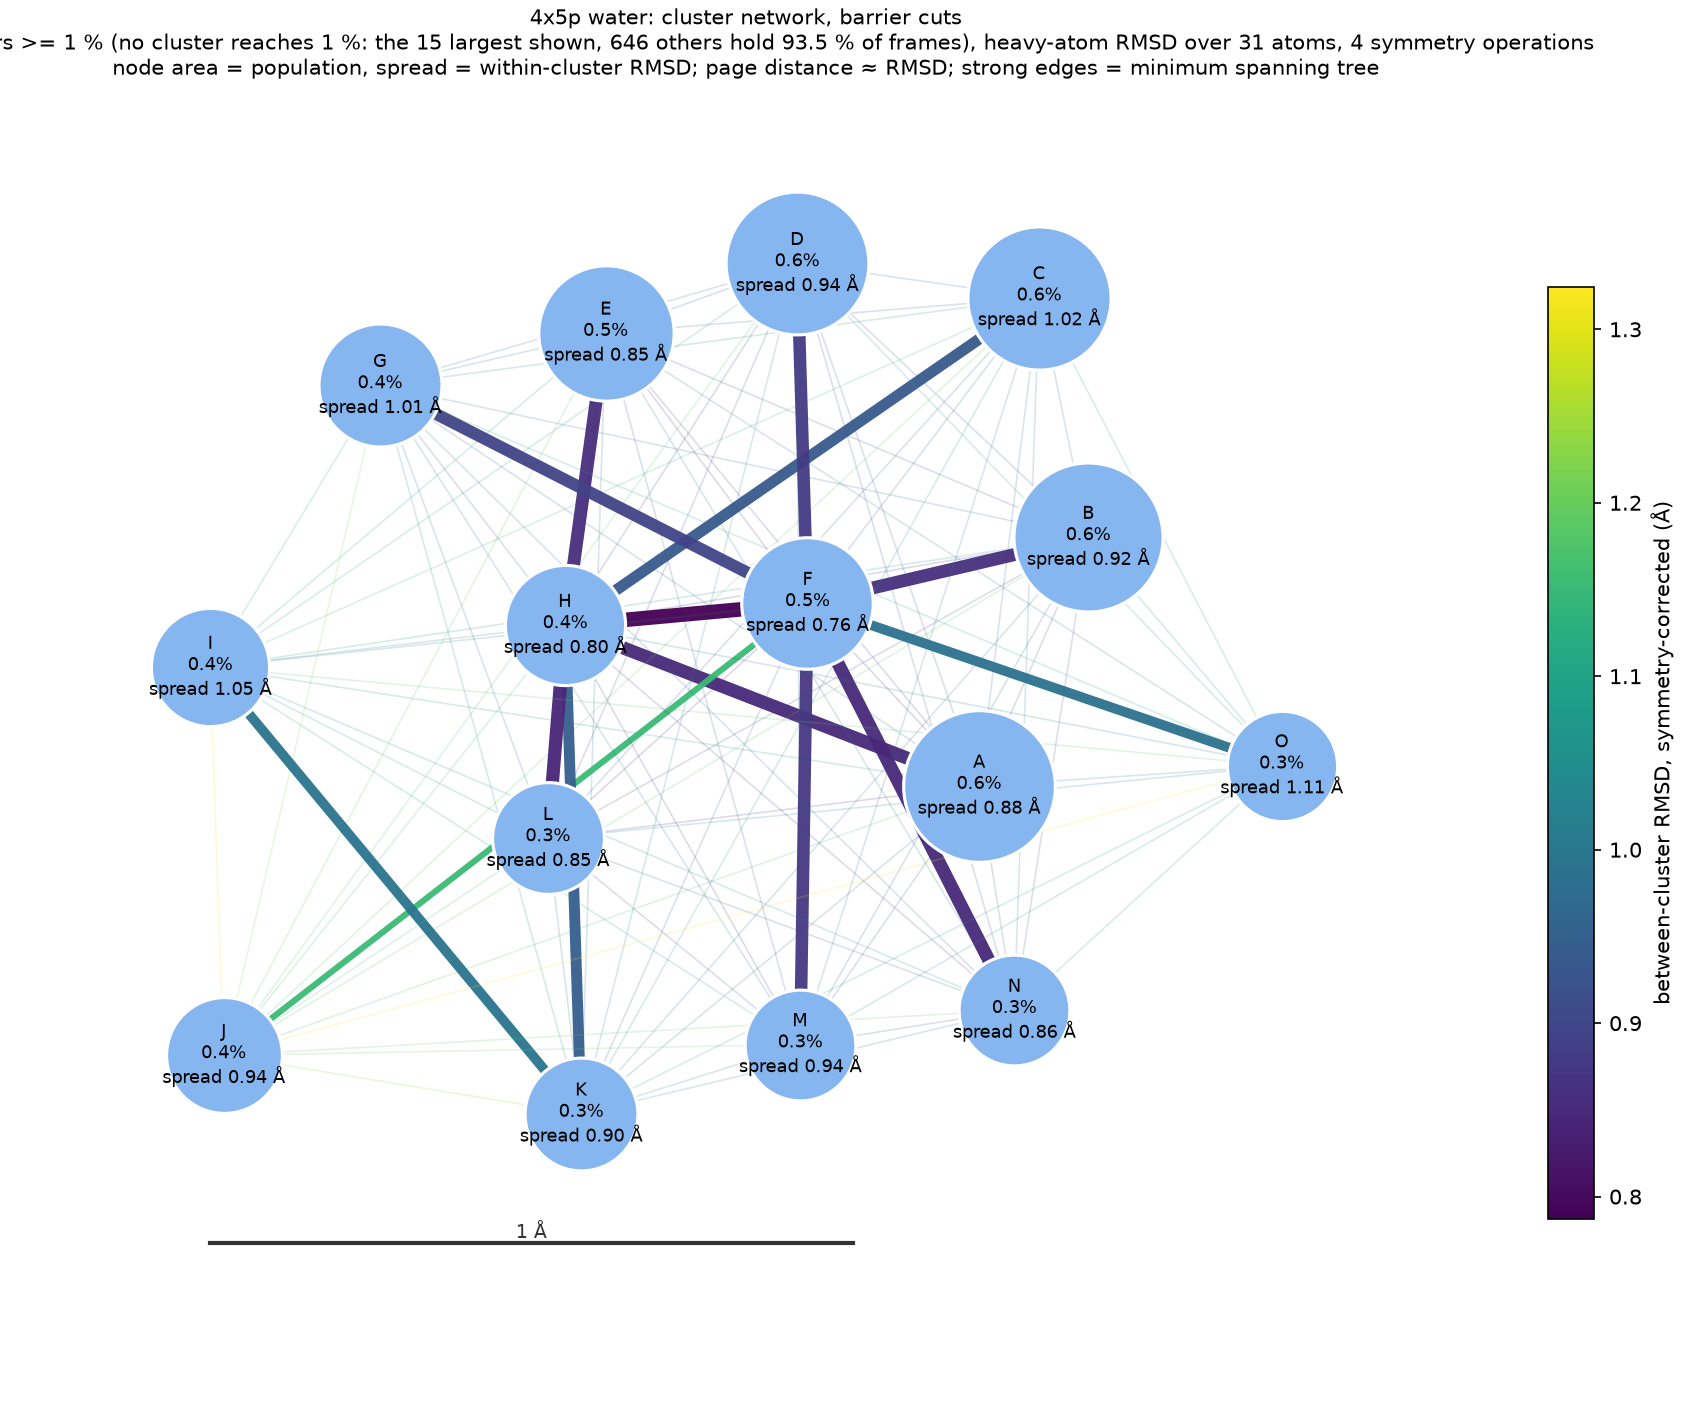 4x5p water: cluster network, barrier cuts
>= 1 % (no cluster reaches 1 %: the 15 largest shown, 646 others hold 93.5 % of frames), heavy-atom RMSD over 31 atoms, 4 symmetry operations
node area = population, spread = within-cluster RMSD; page distance ≈ RMSD; strong edges = minimum spanning tree
D
0.6%
spread 0.94 Å
C
0.6%
spread 1.02 Å
E
0.5%
spread 0.85 Å
G
0.4%
spread 1.01 Å
B
0.6%
spread 0.92 Å
F
0.5%
spread 0.76 Å
H
0.4%
spread 0.80 Å
I
0.4%
spread 1.05 Å
A
0.6%
spread 0.88 Å
O
0.3%
spread 1.11 Å
L
0.3%
spread 0.85 Å
N
0.3%
spread 0.86 Å
M
0.3%
spread 0.94 Å
J
0.4%
spread 0.94 Å
K
0.3%
spread 0.90 Å
1 Å
1.3
1.2
1.1
1.0
0.9
0.8
between-cluster RMSD, symmetry-corrected (Å)